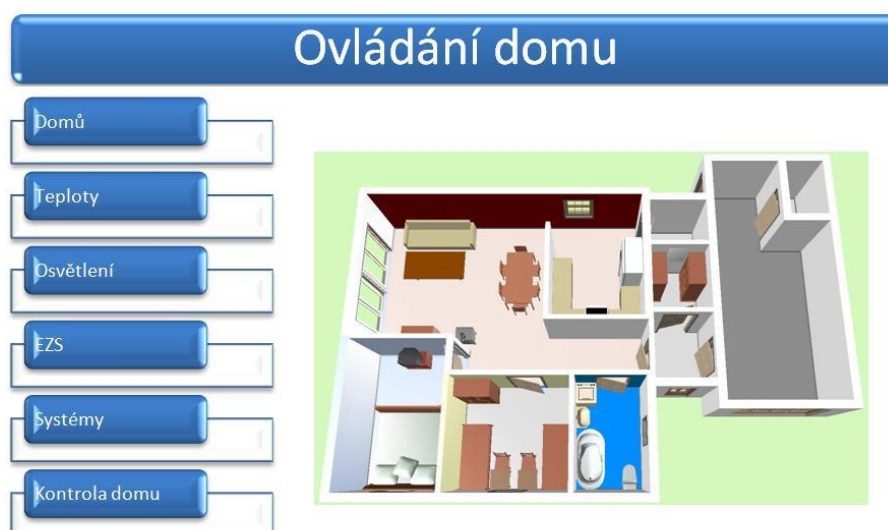 Ovládání domu
Domů
Teploty
Osvětlení
EZS
Systémy
Kontrola domu